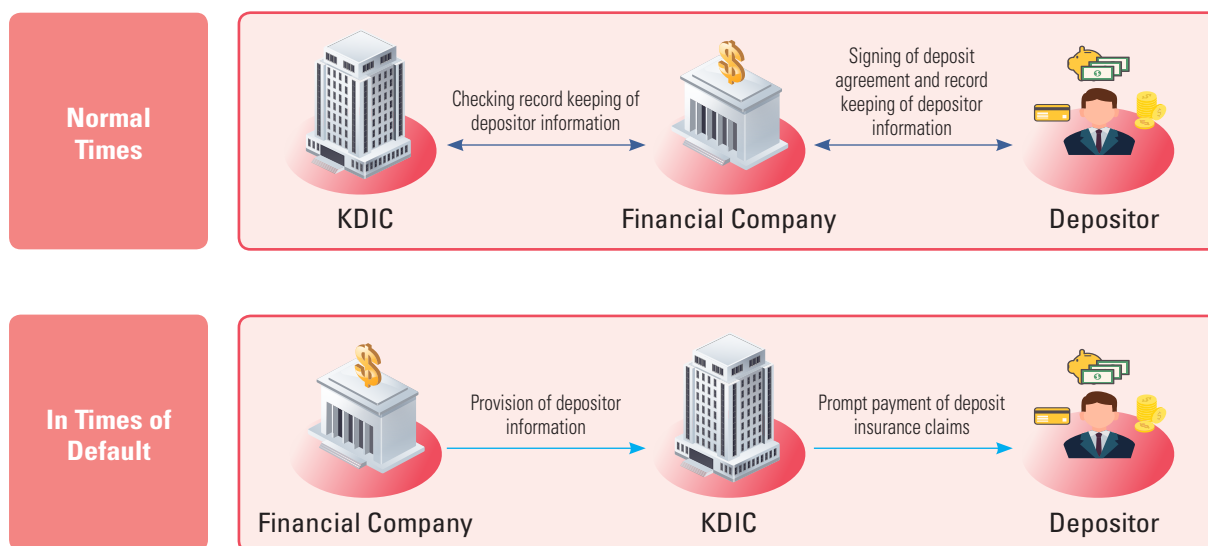 Normal
Times
Checking record keeping of
depositor information
Signing of deposit
agreement and record
keeping of depositor
information
KDIC
Financial Company
Depositor
In Times of
Default
Provision of depositor
information
Prompt payment of deposit
insurance claims
Financial Company
KDIC
Depositor